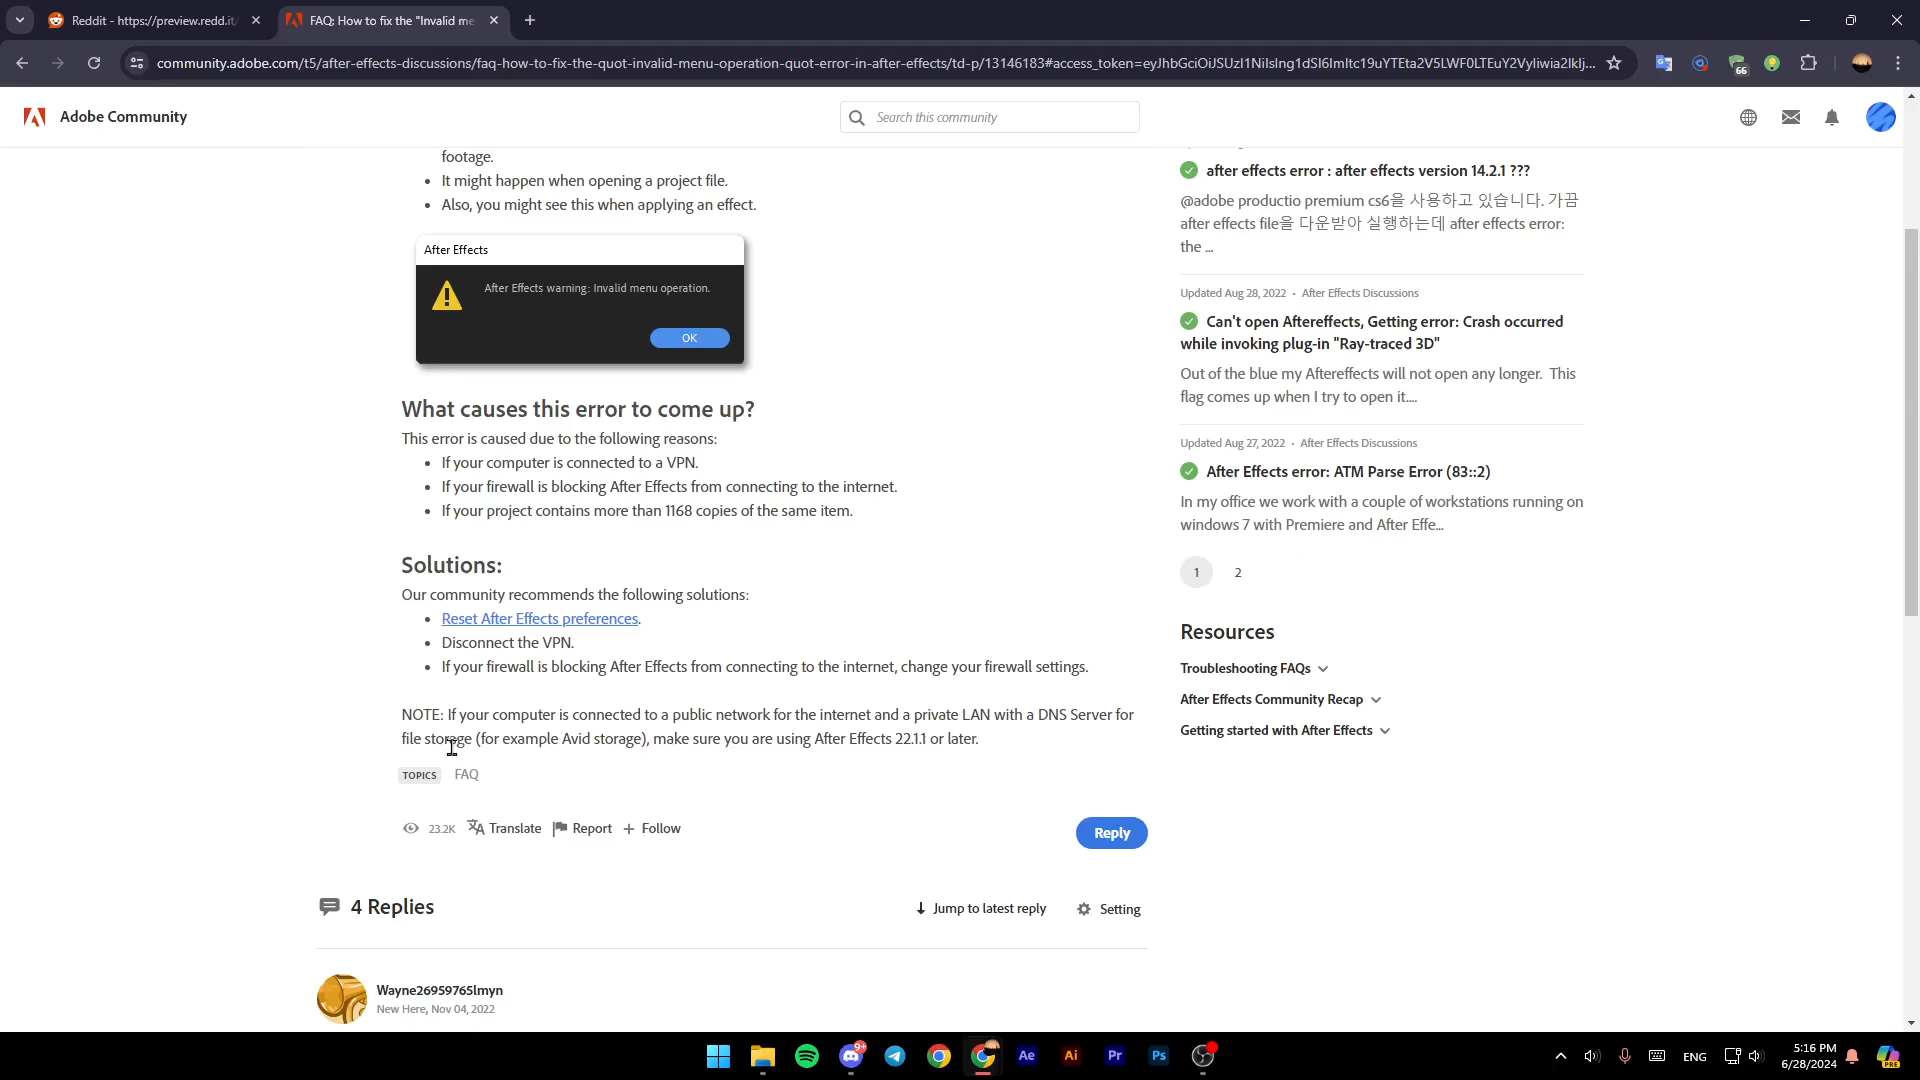 Reddit - https://preview.redd.it/
FAQ: How to fix the "Invalid me
community.adobe.com/t5/after-effects-discussions/faq-how-to-fix-the-quot-invalid-menu-operation-quot-error-in-after-effects/td-p/13146183#access_token=
66
Adobe Community
Search this community
footage.
• It might happen when opening a project file.
• Also, you might see this when applying an effect.
After Effects
After Effects warning: Invalid menu operation.
OK
What causes this error to come up?
This error is caused due to the following reasons:
• If your computer is connected to a VPN.
• If your firewall is blocking After Effects from connecting to the internet.
• If your project contains more than 1168 copies of the same item.
Solutions:
Our community recommends the following solutions:
• Reset After Effects preferences.
• Disconnect the VPN.
• If your firewall is blocking After Effects from connecting to the internet, change your firewall settings.
NOTE: If your computer is connected to a public network for the internet and a private LAN with a DNS Server for
file storage (for example Avid storage), make sure you are using After Effects 22.1.1 or later.
TOPICS FAQ
23.2K Translate Report + Follow
Reply
4 Replies
Jump to latest reply
Setting
Wayne26959765lmyn
New Here, Nov 04, 2022
after effects error : after effects version 14.2.1 ???
@adobe productio premium cs6을 사용하고 있습니다. 가끔
after effects file을 다운받아 실행하는데 after effects error:
the ...
Updated Aug 28, 2022 • After Effects Discussions
Can't open Aftereffects, Getting error: Crash occurred
while invoking plug-in "Ray-traced 3D"
Out of the blue my Aftereffects will not open any longer. This
flag comes up when I try to open it....
Updated Aug 27, 2022 • After Effects Discussions
After Effects error: ATM Parse Error (83::2)
In my office we work with a couple of workstations running on
windows 7 with Premiere and After Effe...
1 2
Resources
Troubleshooting FAQs
After Effects Community Recap
Getting started with After Effects
9+
Ae
Ai
Pr
Ps
ENG
5:16 PM
6/28/2024
PRE